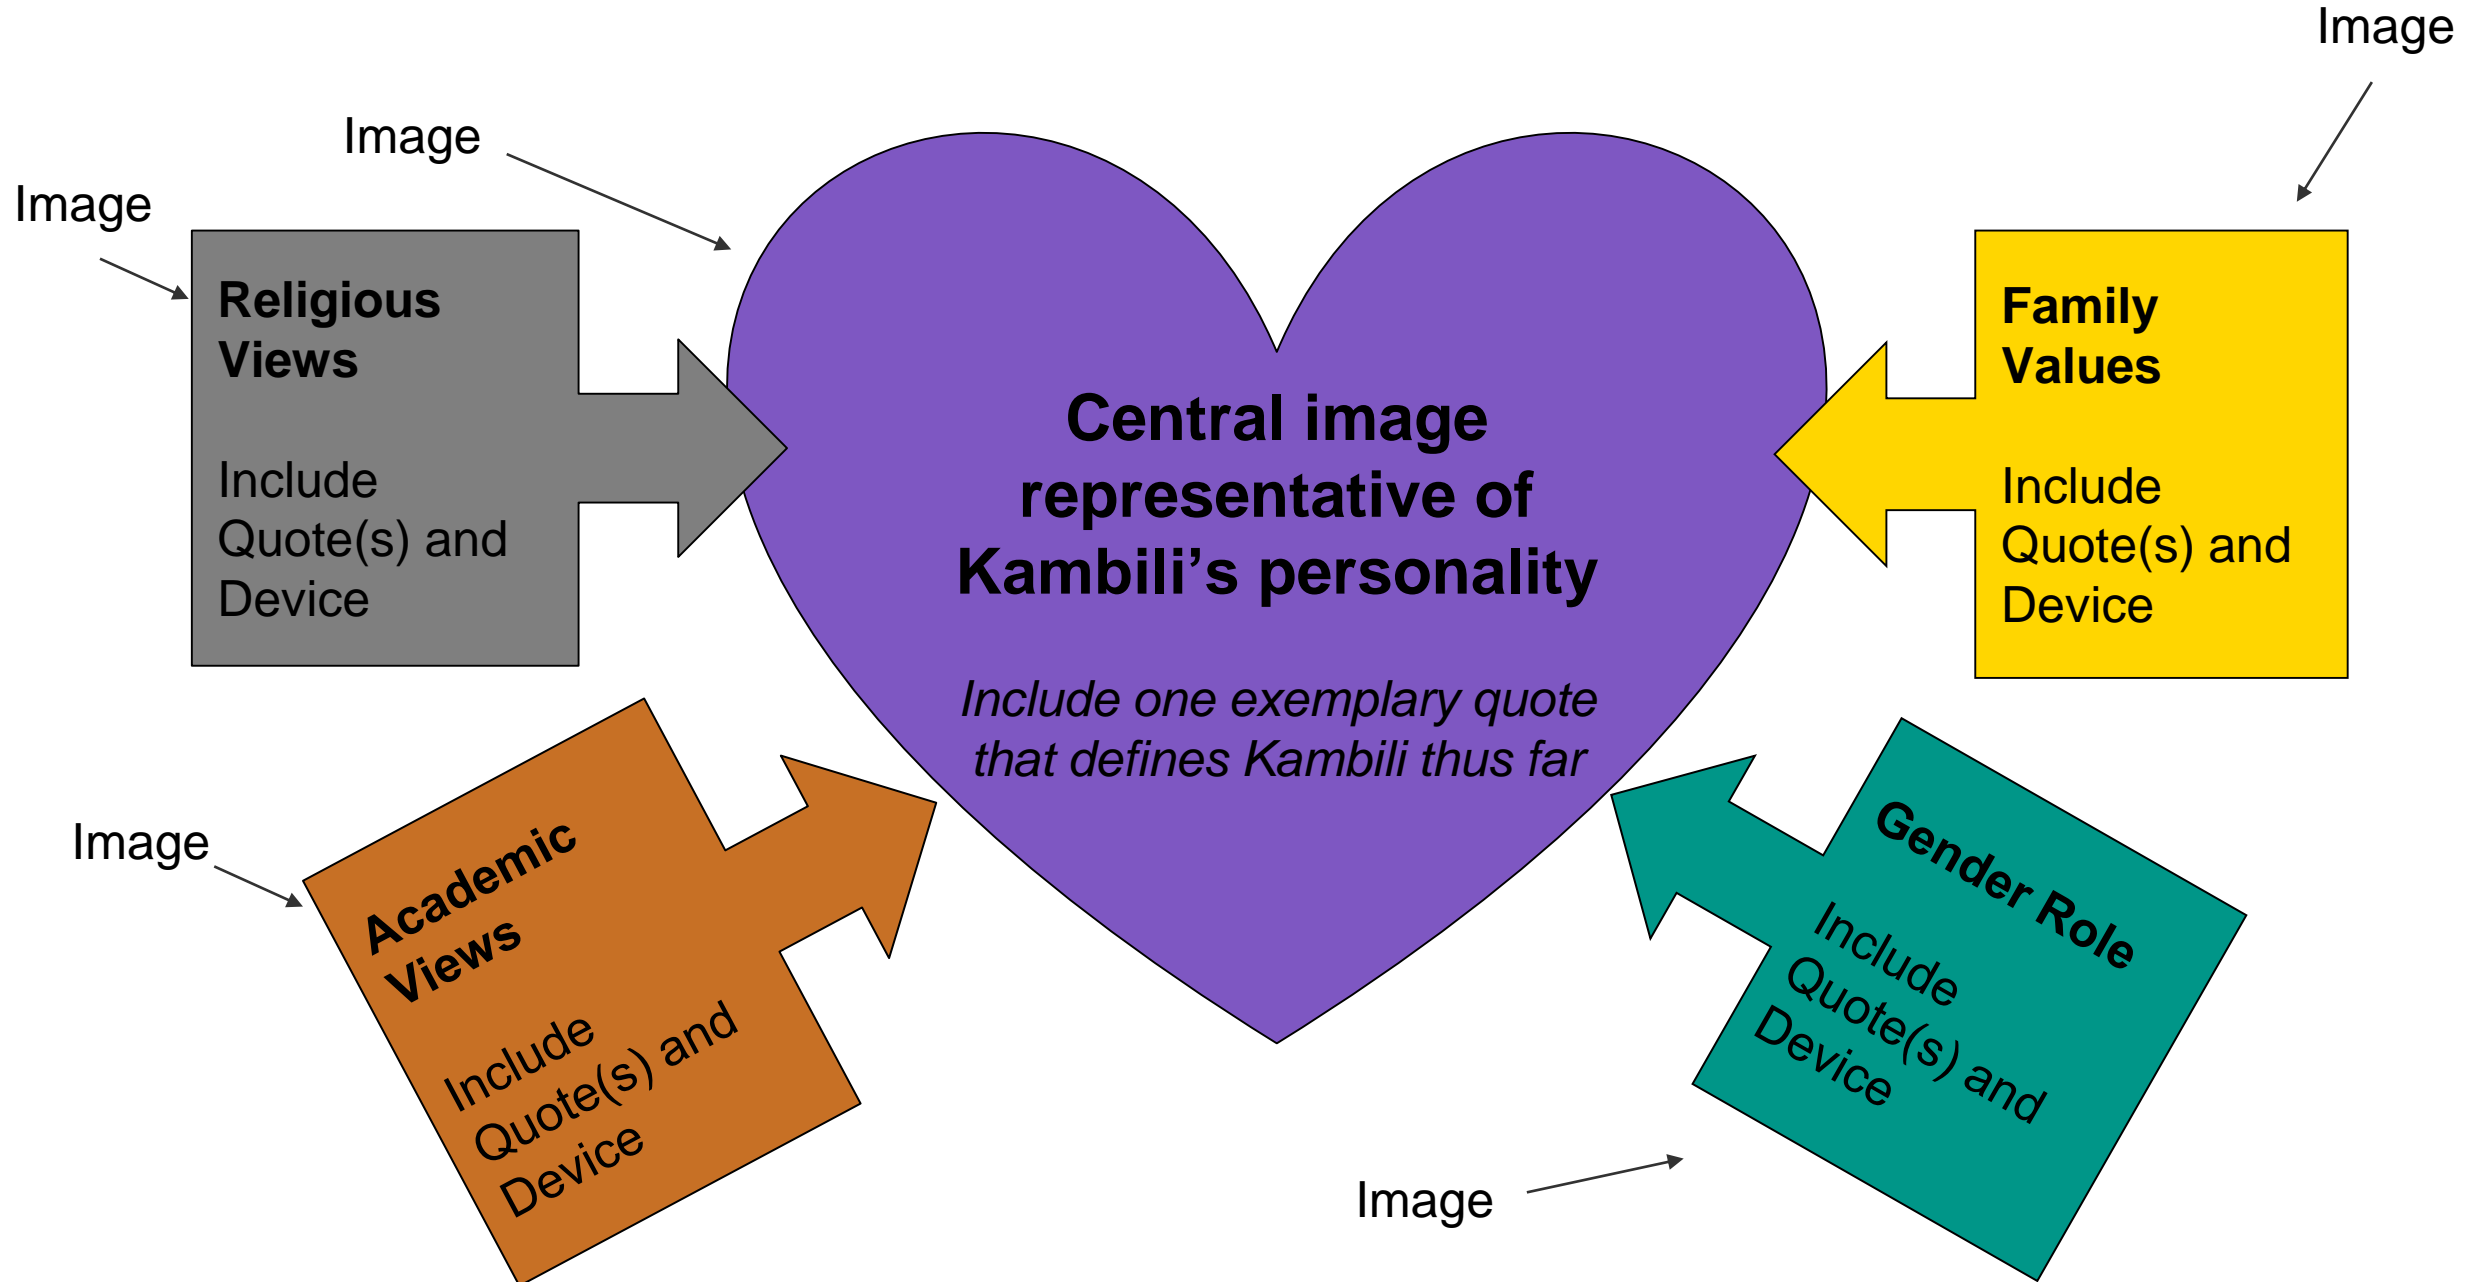 Image
Image
Image
Religious
Views
Include
Quote(s) and
Device
Central image
representative of
Kambili’s personality
Include one exemplary quote
that defines Kambili thus far
Family
Values
Include
Quote(s) and
Device
Image
Academic
Views
Include
Quote(s) and
Device
Gender Role
Include
Quote(s) and
Device
Image